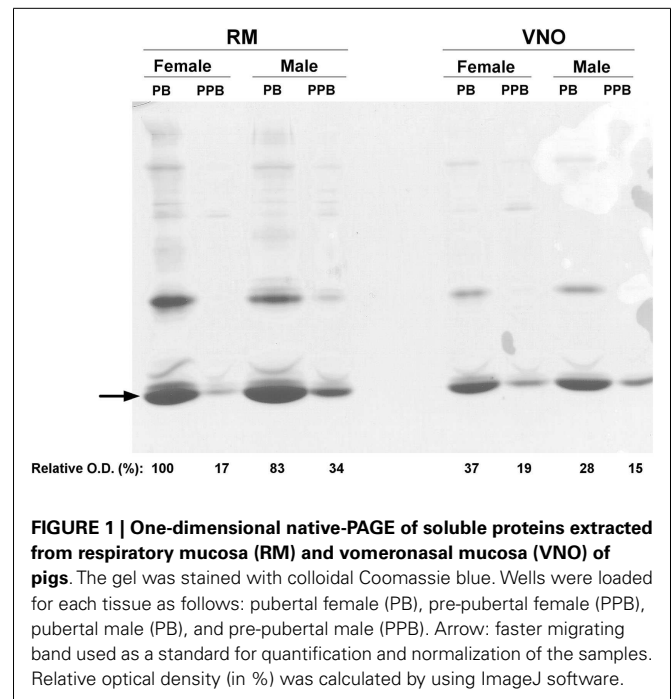 RM VNO
Female Male Female Male
PB PPB PB PPB PB PPB PB PPB
Relative O.D. (%): 100 17 83 34 37 19 28 15
FIGURE 1 | One-dimensional native-PAGE of soluble proteins extracted
from respiratory mucosa (RM) and vomeronasal mucosa (VNO) of
pigs. The gel was stained with colloidal Coomassie blue. Wells were loaded
for each tissue as follows: pubertal female (PB), pre-pubertal female (PPB),
pubertal male (PB), and pre-pubertal male (PPB). Arrow: faster migrating
band used as a standard for quantification and normalization of the samples.
Relative optical density (in %) was calculated by using ImageJ software.